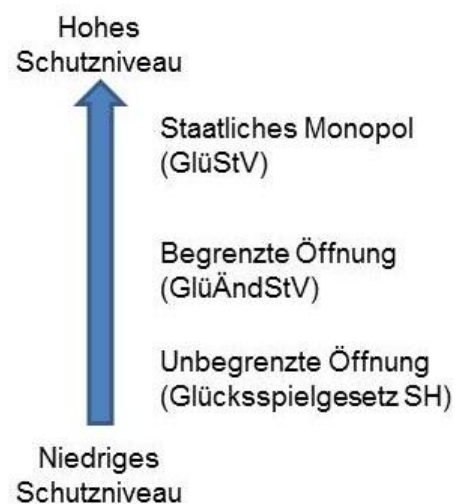 Hohes
Schutzniveau
Staatliches Monopol
(GlüStV)
Begrenzte Öffnung
(GlüÄndStV)
Unbegrenzte Öffnung
(Glücksspielgesetz SH)
Niedriges
Schutzniveau